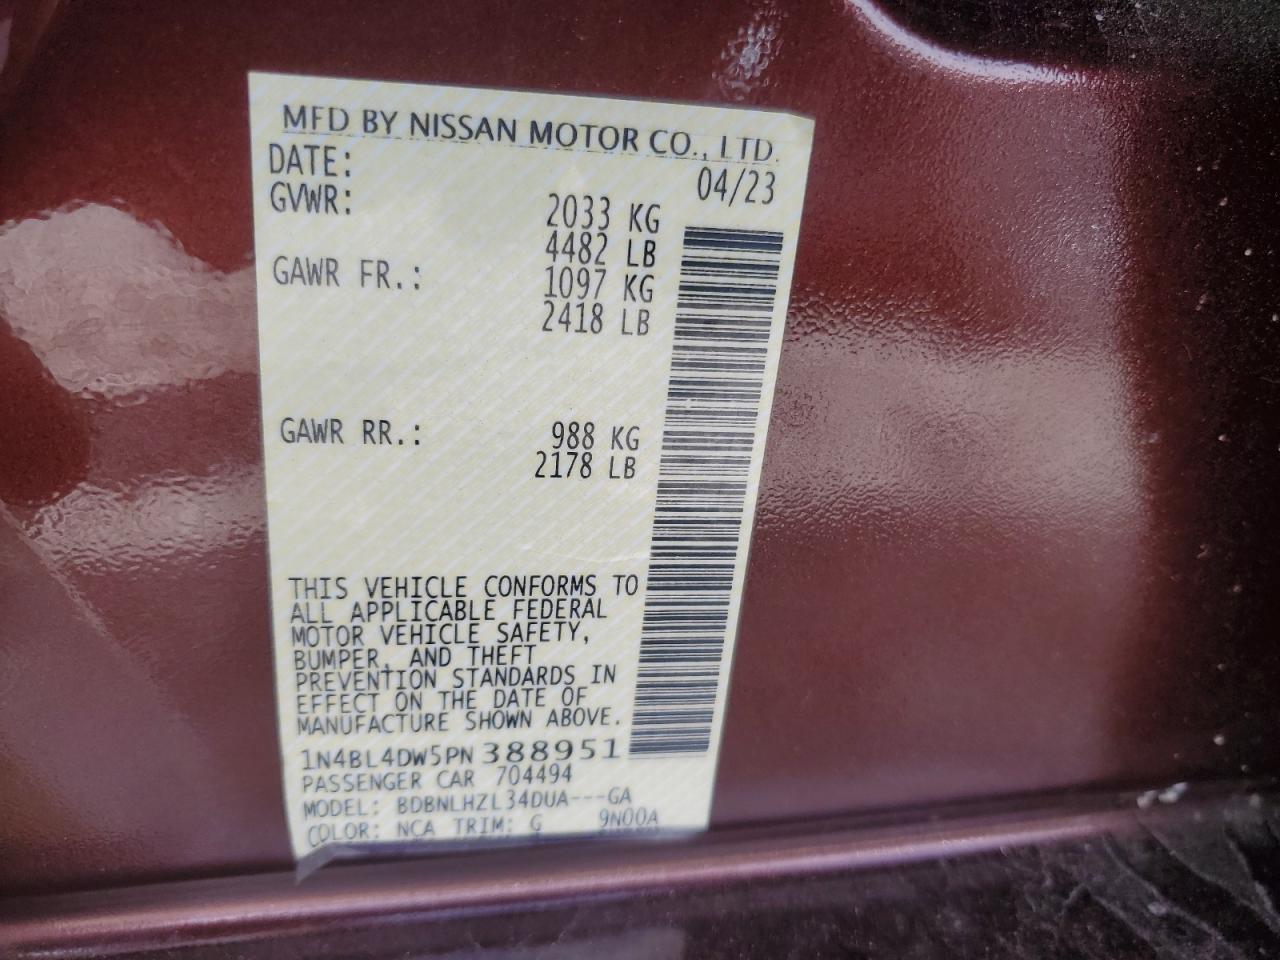 MFD BY NISSAN MOTOR CO., LTD.
DATE: 04/23
GVWR: 2033 KG
4482 LB
GAWR FR.: 1097 KG
2418 LB
GAWR RR.: 988 KG
2178 LB
THIS VEHICLE CONFORMS TO
ALL APPLICABLE FEDERAL
MOTOR VEHICLE SAFETY,
BUMPER, AND THEFT
PREVENTION STANDARDS IN
EFFECT ON THE DATE OF
MANUFACTURE SHOWN ABOVE.
1N4BL4DW5PN388951
PASSENGER CAR 704494
MODEL: BDBNLHZL34DUA---GA
COLOR: NCA TRIM: G 9N00A